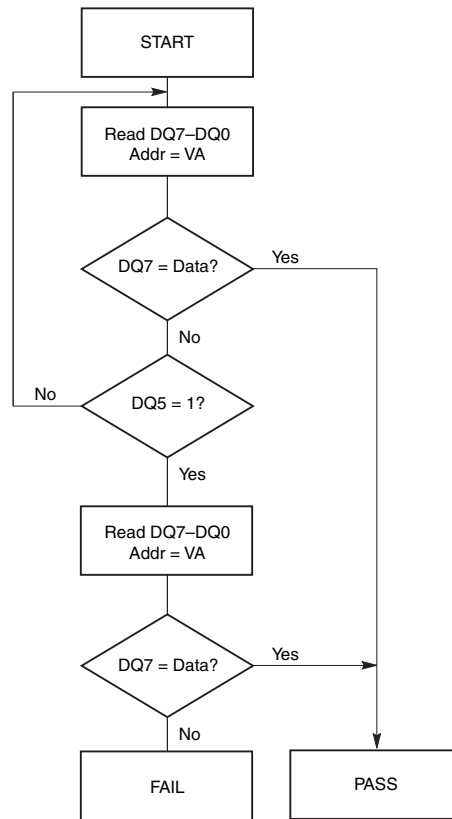 START
Read DQ7–DQ0
Addr = VA
DQ7 = Data?
Yes
No
No
DQ5 = 1?
Yes
Read DQ7–DQ0
Addr = VA
DQ7 = Data?
Yes
No
FAIL
PASS